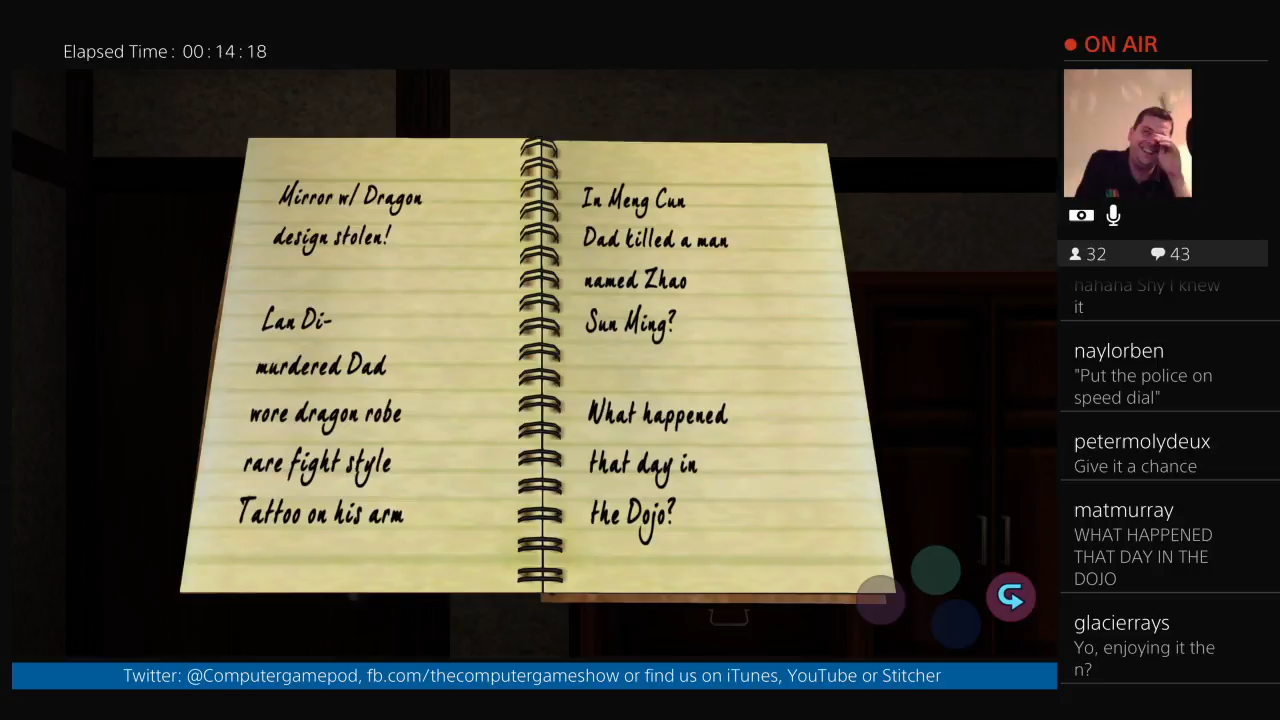 Elapsed Time: 00:14:18
ON AIR
Mirror w/ Dragon
design stolen!
Lan Di-
murdered Dad
wore dragon robe
rare fight style
Tattoo on his arm
In Meng Cun
Dad killed a man
named Zhao
Sun Ming?
What happened
that day in
the Dojo?
32
43
hahaha Shy I knew
it
naylorben
"Put the police on
speed dial"
petermolydeux
Give it a chance
matmurray
WHAT HAPPENED
THAT DAY IN THE
DOJO
glacierrays
Yo, enjoying it the
n?
Twitter: @Computergamepod, fb.com/thecomputergameshow or find us on iTunes, YouTube or Stitcher